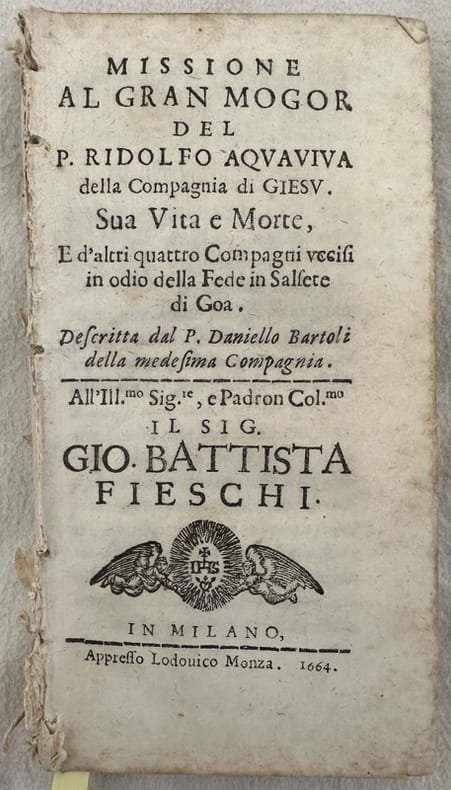 MISSIONE
AL GRAN MOGOR
DEL
P. RIDOLFO AQVAVIVA
della Compagnia di GIESV.
Sua Vita e Morte,
E d'altri quattro Compagni vccisi
in odio della Fede in Salsete
di Goa.
Descritta dal P. Daniello Bartoli
della medesima Compagnia.
All'Ill.mo Sig.re, e Padron Col.mo
IL SIG.
GIO. BATTISTA
FIESCHI.
IHS
IN MILANO,
Appresso Lodouico Monza. 1664.